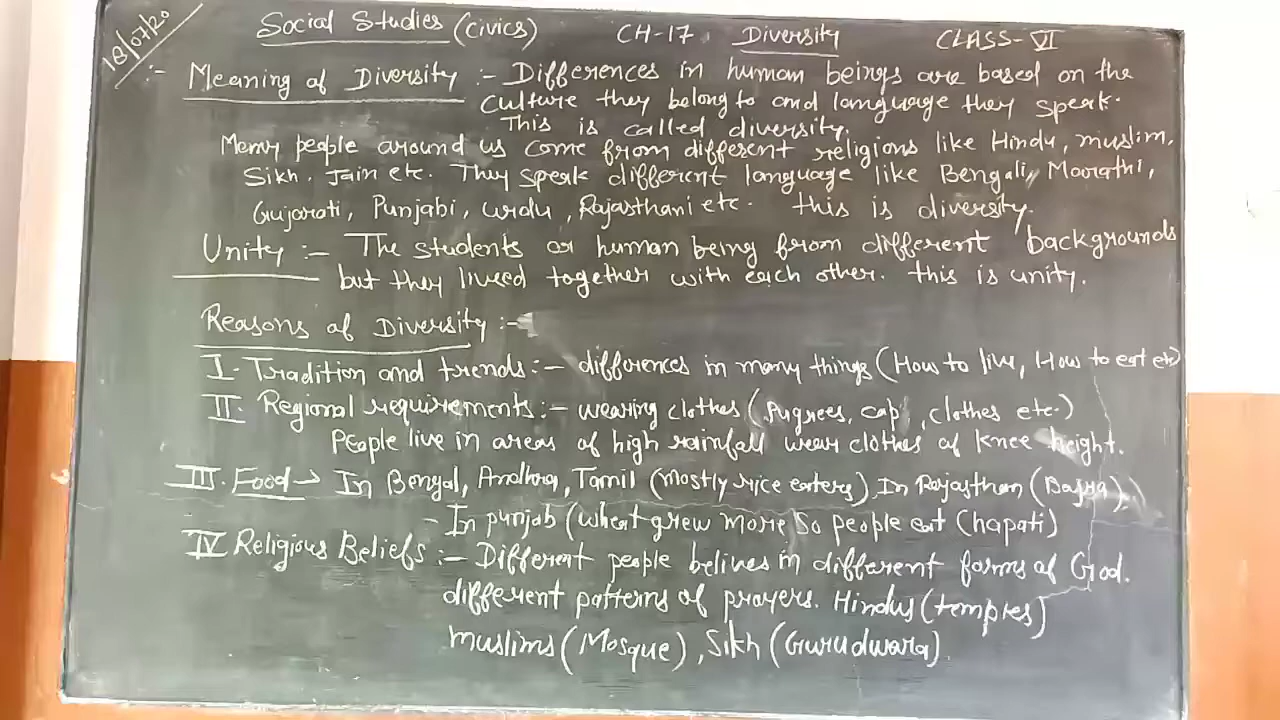 18/07/20
Social Studies (Civics) CH-17 Diversity CLASS-VI
:- Meaning of Diversity :- Differences in human beings are based on the
culture they belong to and language they speak.
This is called diversity.
Many people around us come from different religions like Hindu, muslim,
Sikh, Jain etc. They speak different language like Bengali, Marathi,
Gujarati, Punjabi, urdu, Rajasthani etc. this is diversity.
Unity :- The students or human being from different backgrounds
but they lived together with each other. this is unity.
Reasons of Diversity :-
I. Tradition and trends :- differences in many things (How to live, How to eat etc)
II. Regional requirements :- wearing clothes (Pugrees, cap, clothes etc.)
People live in areas of high rainfall wear clothes of knee height.
III. Food → In Bengal, Andhra, Tamil (mostly rice eaters), In Rajasthan (Bajra)
- In punjab (wheat grew more so people eat Chapati)
IV Religious Beliefs :- Different people belives in different forms of God.
different patterns of prayers. Hindus (temples)
muslims (Mosque), Sikh (Gurudwara)